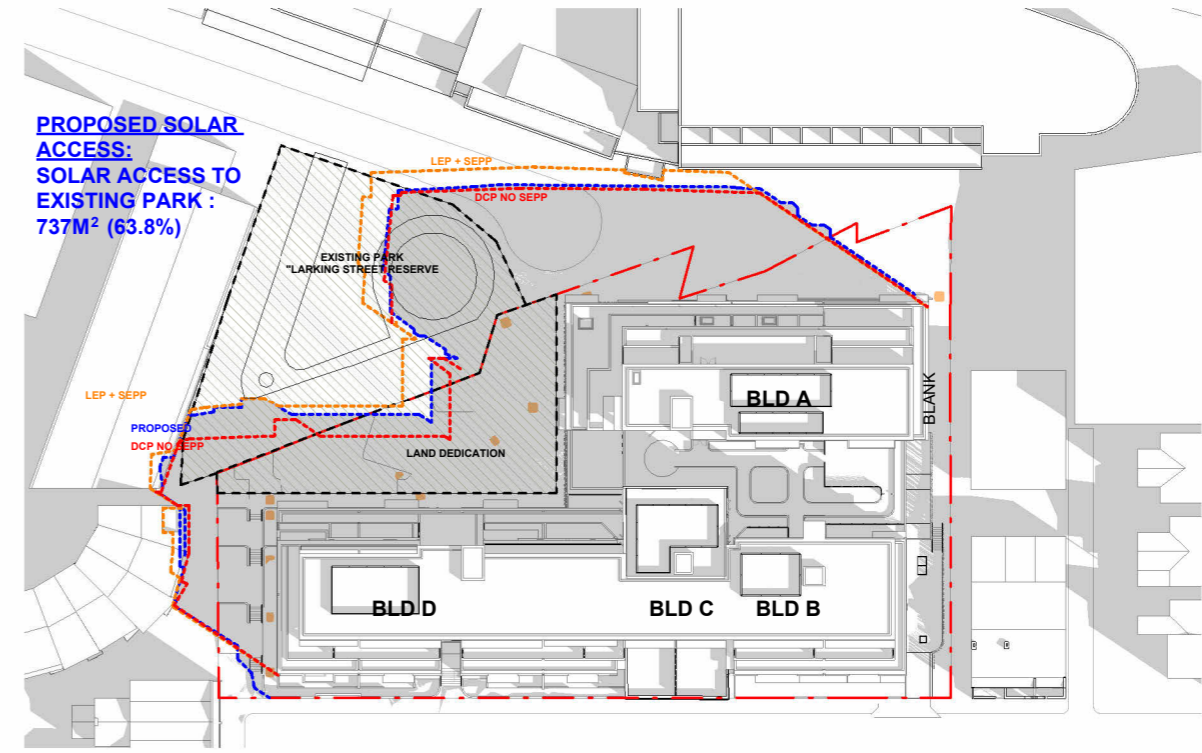 PROPOSED SOLAR
ACCESS:
SOLAR ACCESS TO
EXISTING PARK :
737M² (63.8%)
LEP + SEPP
DCP NO SEPP
EXISTING PARK
"LARKING STREET RESERVE
LEP + SEPP
PROPOSED
DCP NO SEPP
LAND DEDICATION
BLD A
BLANK
BLD D
BLD C
BLD B